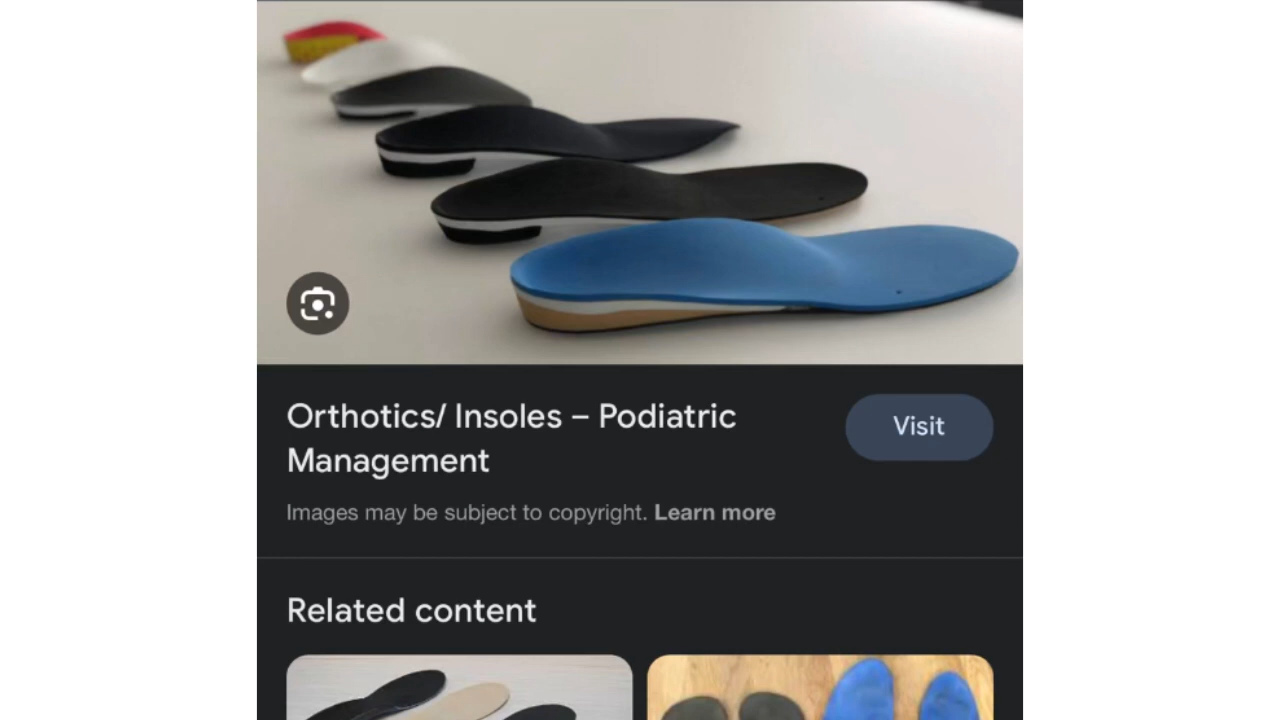 Orthotics/ Insoles – Podiatric
Management
Visit
Images may be subject to copyright. Learn more
Related content